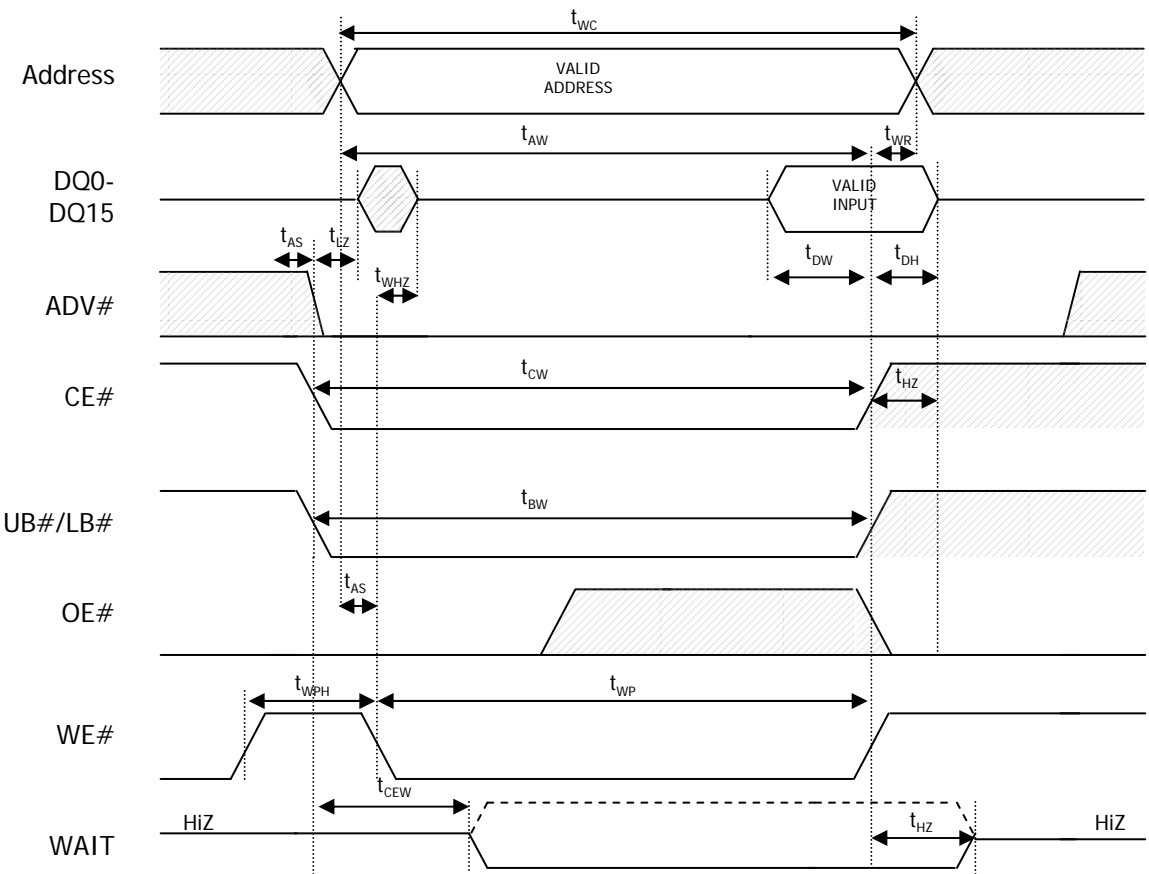 tWC
Address
VALID
ADDRESS
tAW
tWR
DQ0-
DQ15
VALID
INPUT
tAS
tLZ
tDW
tDH
tWHZ
ADV#
tCW
tHZ
CE#
tBW
UB#/LB#
tAS
OE#
tWPH
tWP
WE#
tCEW
HiZ
tHZ
HiZ
WAIT